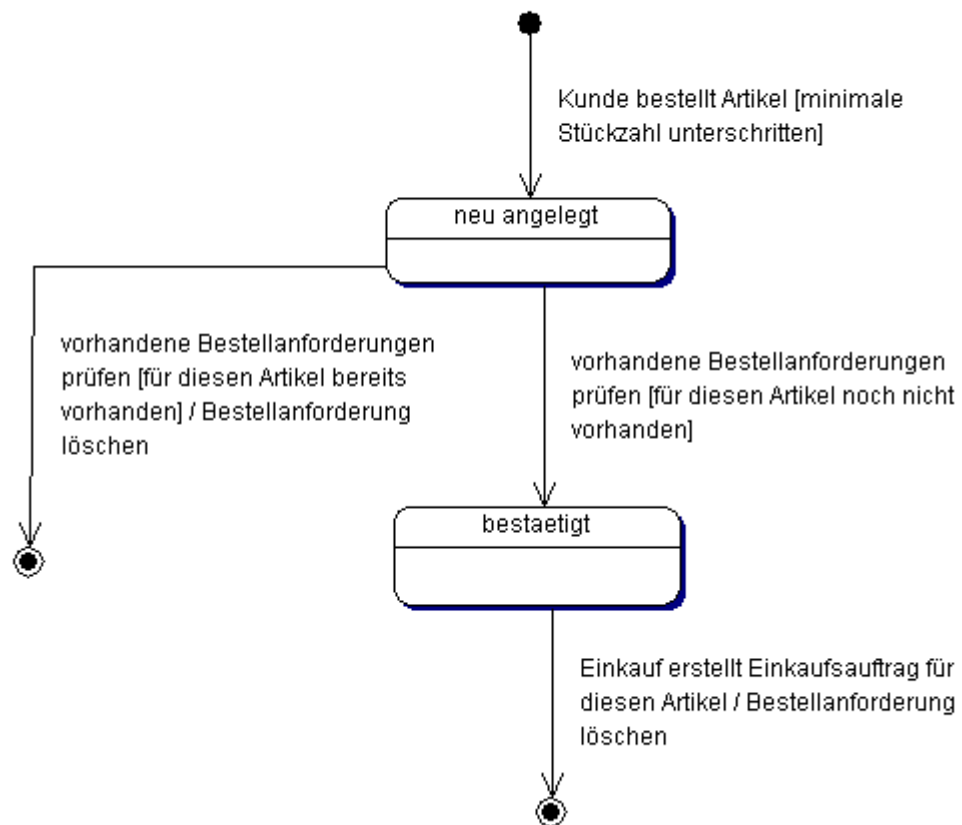 Kunde bestellt Artikel [minimale
Stückzahl unterschritten]
neu angelegt
vorhandene Bestellanforderungen
prüfen [für diesen Artikel bereits
vorhanden] / Bestellanforderung
löschen
vorhandene Bestellanforderungen
prüfen [für diesen Artikel noch nicht
vorhanden]
bestaetigt
Einkauf erstellt Einkaufsauftrag für
diesen Artikel / Bestellanforderung
löschen